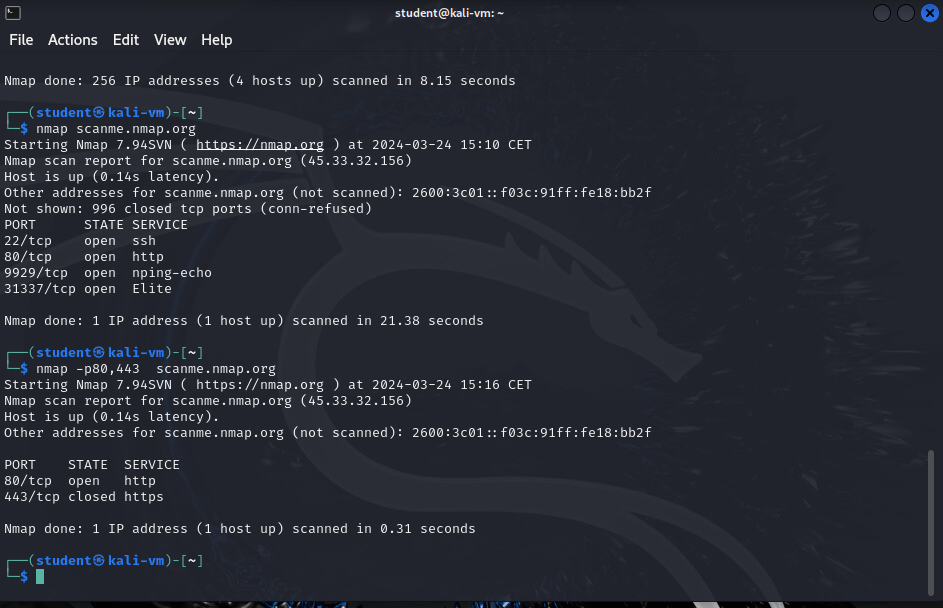 student@kali-vm: ~
File Actions Edit View Help
Nmap done: 256 IP addresses (4 hosts up) scanned in 8.15 seconds
┌──(student㉿kali-vm)-[~]
└─$ nmap scanme.nmap.org
Starting Nmap 7.94SVN ( https://nmap.org ) at 2024-03-24 15:10 CET
Nmap scan report for scanme.nmap.org (45.33.32.156)
Host is up (0.14s latency).
Other addresses for scanme.nmap.org (not scanned): 2600:3c01::f03c:91ff:fe18:bb2f
Not shown: 996 closed tcp ports (conn-refused)
PORT      STATE SERVICE
22/tcp    open  ssh
80/tcp    open  http
9929/tcp  open  nping-echo
31337/tcp open  Elite
Nmap done: 1 IP address (1 host up) scanned in 21.38 seconds
┌──(student㉿kali-vm)-[~]
└─$ nmap -p80,443  scanme.nmap.org
Starting Nmap 7.94SVN ( https://nmap.org ) at 2024-03-24 15:16 CET
Nmap scan report for scanme.nmap.org (45.33.32.156)
Host is up (0.14s latency).
Other addresses for scanme.nmap.org (not scanned): 2600:3c01::f03c:91ff:fe18:bb2f
PORT    STATE  SERVICE
80/tcp  open   http
443/tcp closed https
Nmap done: 1 IP address (1 host up) scanned in 0.31 seconds
┌──(student㉿kali-vm)-[~]
└─$